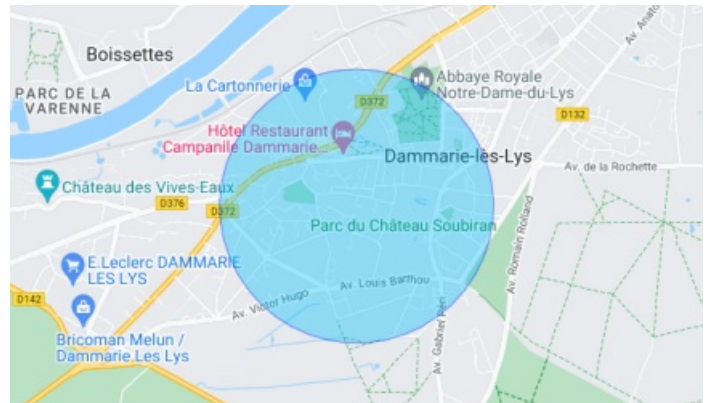 Boissettes
PARC DE LA
VARENNE
La Cartonnerie
D372
Abbaye Royale
Notre-Dame-du-Lys
Av. Anato
D132
Hôtel Restaurant
Campanile Dammarie...
Dammarie-lès-Lys
Av. de la Rochette
Château des Vives-Eaux
D376
D372
Parc du Château Soubiran
Av. Romain Rolland
E.Leclerc DAMMARIE
LES LYS
Av. Louis Barthou
D142
Av. Victor Hugo
Av. Gabriel Péri
Bricoman Melun /
Dammarie Les Lys